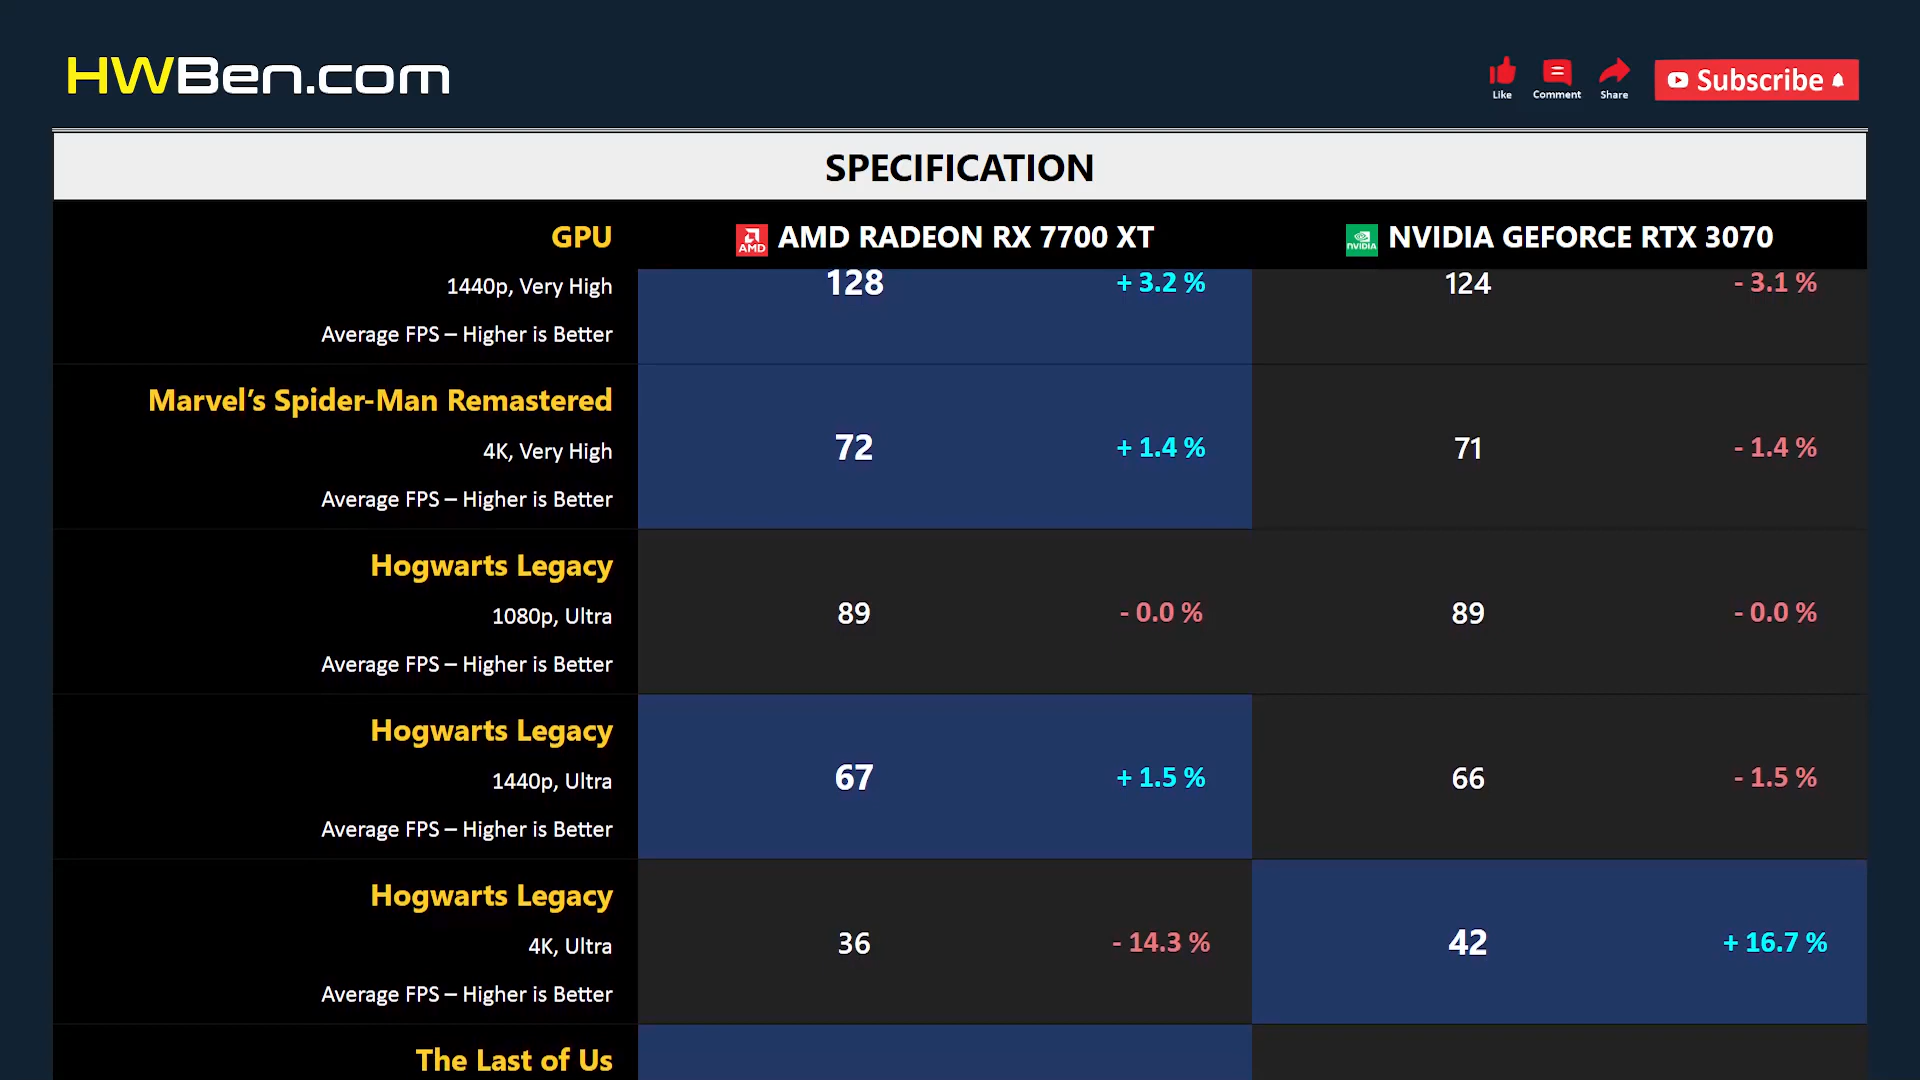 HWBen.com
Like
Comment
Share
Subscribe
SPECIFICATION
GPU
AMD
AMD RADEON RX 7700 XT
NVIDIA
NVIDIA GEFORCE RTX 3070
1440p, Very High
128
+ 3.2 %
124
- 3.1 %
Average FPS – Higher is Better
Marvel’s Spider-Man Remastered
4K, Very High
72
+ 1.4 %
71
- 1.4 %
Average FPS – Higher is Better
Hogwarts Legacy
1080p, Ultra
89
- 0.0 %
89
- 0.0 %
Average FPS – Higher is Better
Hogwarts Legacy
1440p, Ultra
67
+ 1.5 %
66
- 1.5 %
Average FPS – Higher is Better
Hogwarts Legacy
4K, Ultra
36
- 14.3 %
42
+ 16.7 %
Average FPS – Higher is Better
The Last of Us